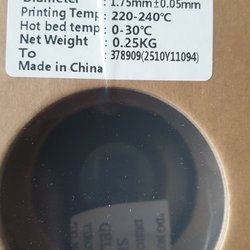 Diameter : 1.75mm±0.05mm
Printing Temp : 220-240℃
Hot bed temp : 0-30℃
Net Weight : 0.25KG
To 378909(2510Y11094)
Made in China